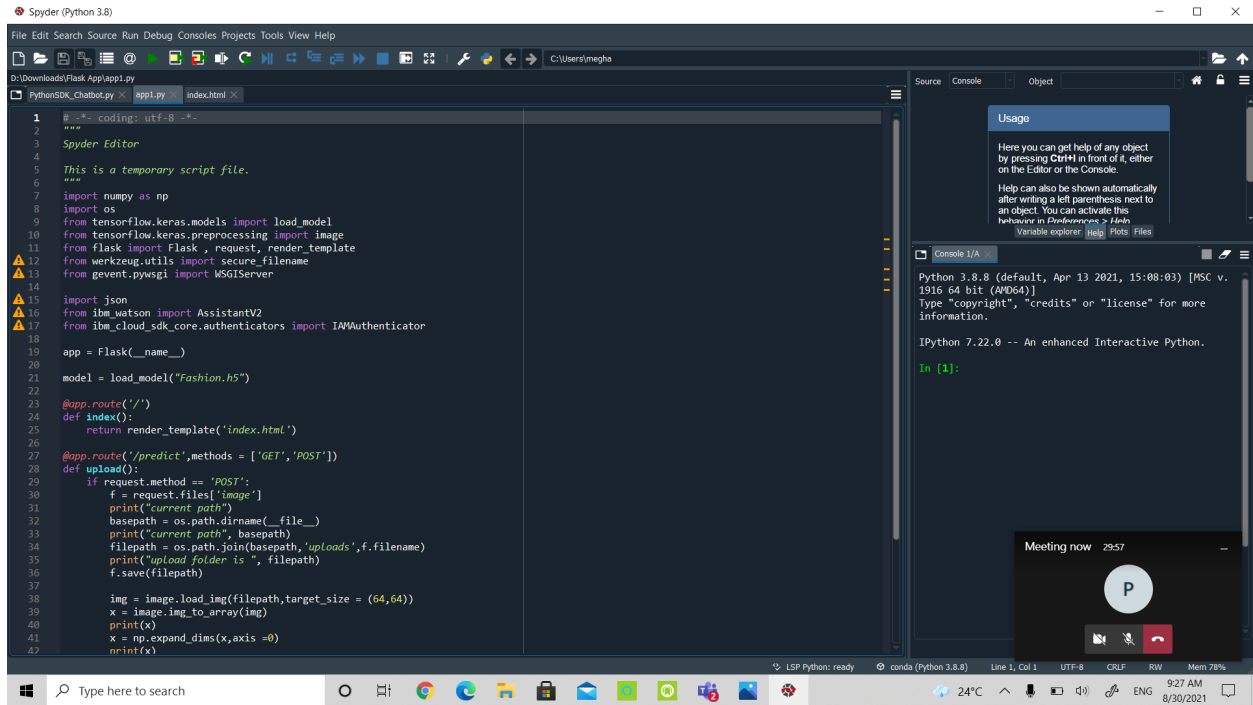 Spyder (Python 3.8)
File Edit Search Source Run Debug Consoles Projects Tools View Help
C:\Users\megha
D:\Downloads\Flask App\app1.py
PythonSDK_Chatbot.py app1.py index.html
1 # -*- coding: utf-8 -*-
2 """
3 Spyder Editor
4
5 This is a temporary script file.
6 """
7 import numpy as np
8 import os
9 from tensorflow.keras.models import load_model
10 from tensorflow.keras.preprocessing import image
11 from flask import Flask , request, render_template
12 from werkzeug.utils import secure_filename
13 from gevent.pywsgi import WSGIServer
14
15 import json
16 from ibm_watson import AssistantV2
17 from ibm_cloud_sdk_core.authenticators import IAMAuthenticator
18
19 app = Flask(__name__)
20
21 model = load_model("Fashion.h5")
22
23 @app.route('/')
24 def index():
25 return render_template('index.html')
26
27 @app.route('/predict',methods = ['GET','POST'])
28 def upload():
29 if request.method == 'POST':
30 f = request.files['image']
31 print("current path")
32 basepath = os.path.dirname(__file__)
33 print("current path", basepath)
34 filepath = os.path.join(basepath,'uploads',f.filename)
35 print("upload folder is ", filepath)
36 f.save(filepath)
37
38 img = image.load_img(filepath,target_size = (64,64))
39 x = image.img_to_array(img)
40 print(x)
41 x = np.expand_dims(x,axis =0)
42 print(x)
Source Console Object
Usage
Here you can get help of any object
by pressing Ctrl+I in front of it, either
on the Editor or the Console.
Help can also be shown automatically
after writing a left parenthesis next to
an object. You can activate this
behavior in Preferences > Help
Variable explorer Help Plots Files
Console 1/A
Python 3.8.8 (default, Apr 13 2021, 15:08:03) [MSC v.
1916 64 bit (AMD64)]
Type "copyright", "credits" or "license" for more
information.
IPython 7.22.0 -- An enhanced Interactive Python.
In [1]:
Meeting now 29:57
P
LSP Python: ready conda (Python 3.8.8) Line 1, Col 1 UTF-8 CRLF RW Mem 78%
Type here to search
2
24°C ENG
9:27 AM
8/30/2021